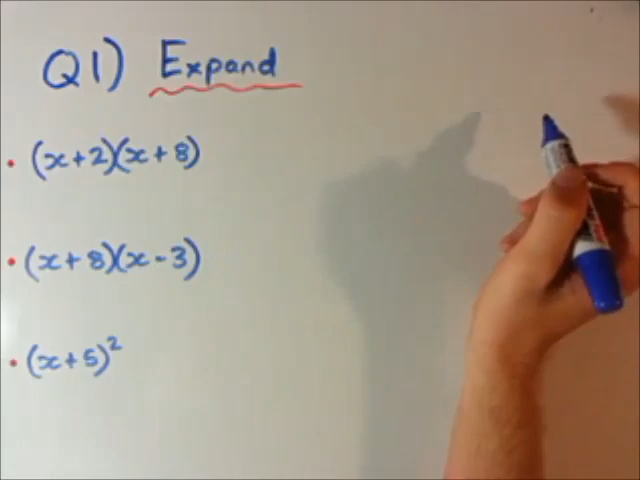 Q1) Expand
• (x+2)(x+8)
• (x+8)(x-3)
• (x+5)²